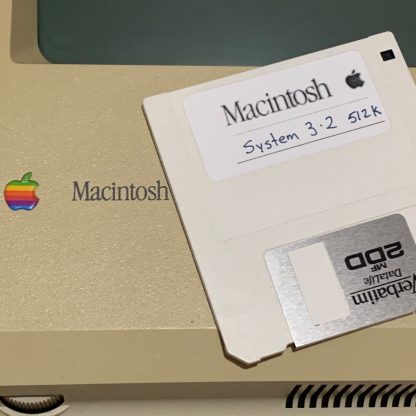 Macintosh
Macintosh
System 3.2 512K
2DD
MF
DataLife
Verbatim